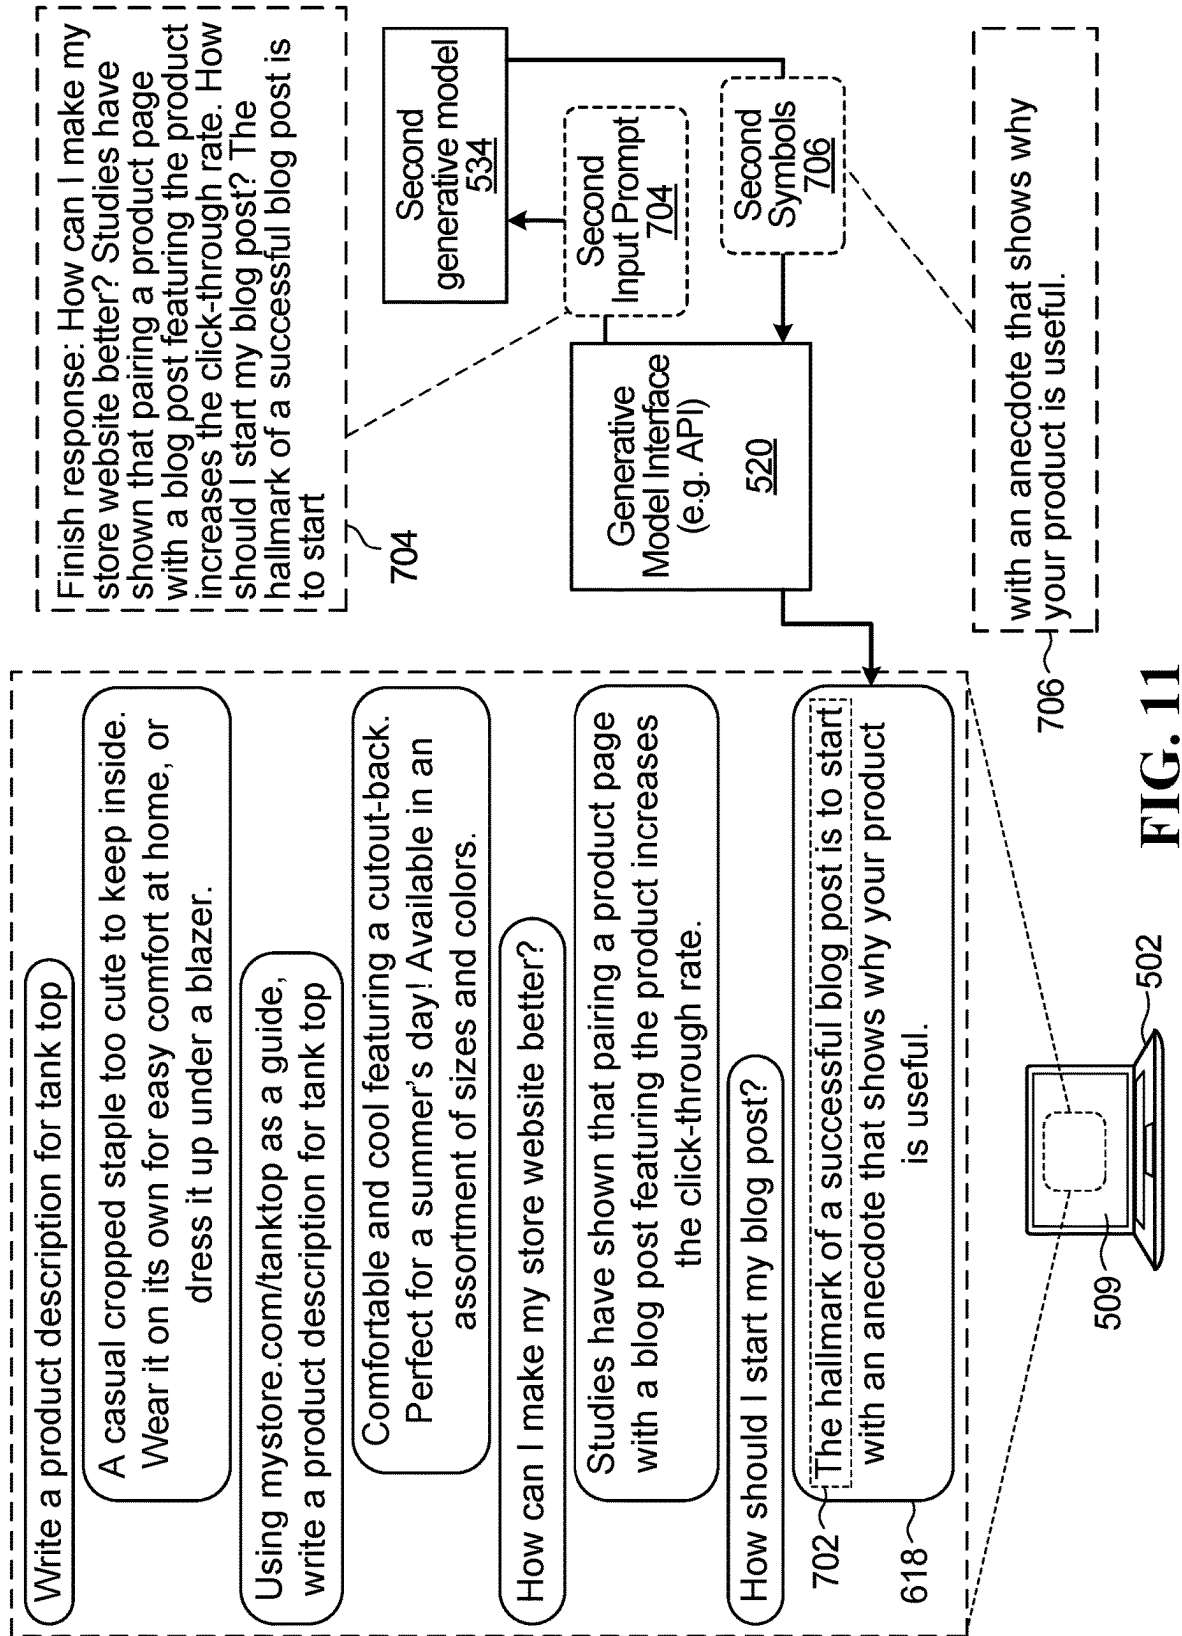 Write a product description for tank top
A casual cropped staple too cute to keep inside.
Wear it on its own for easy comfort at home, or
dress it up under a blazer.
Using mystore.com/tanktop as a guide,
write a product description for tank top
Comfortable and cool featuring a cutout-back.
Perfect for a summer's day! Available in an
assortment of sizes and colors.
How can I make my store website better?
Studies have shown that pairing a product page
with a blog post featuring the product increases
the click-through rate.
How should I start my blog post?
702
The hallmark of a successful blog post is to start
with an anecdote that shows why your product
is useful.
618
509
502
Finish response: How can I make my
store website better? Studies have
shown that pairing a product page
with a blog post featuring the product
increases the click-through rate. How
should I start my blog post? The
hallmark of a successful blog post is
to start
704
Second
generative model
534
Second
Input Prompt
704
Second
Symbols
706
Generative
Model Interface
(e.g. API)
520
with an anecdote that shows why
your product is useful.
706
FIG. 11